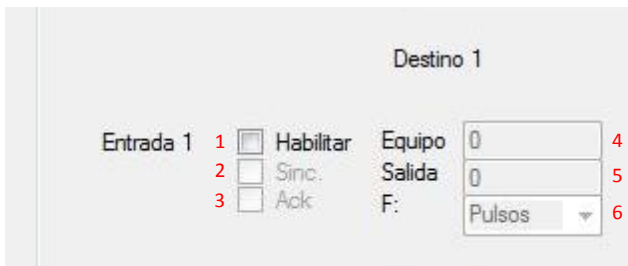 Destino 1
Entrada 1 1 Habilitar Equipo 0 4
2 Sinc. Salida 0 5
3 Ack F: Pulsos 6